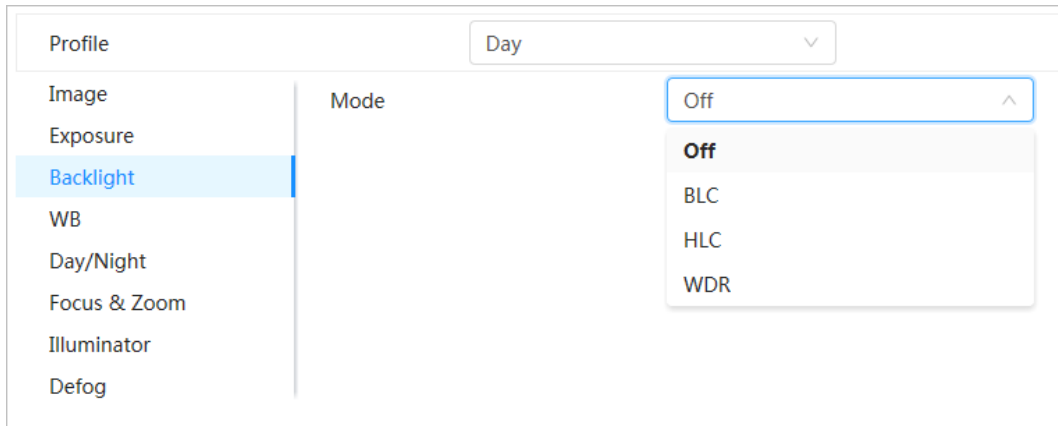 Profile Day
Image Mode Off
Exposure
Off
Backlight
BLC
WB
HLC
Day/Night
WDR
Focus & Zoom
Illuminator
Defog